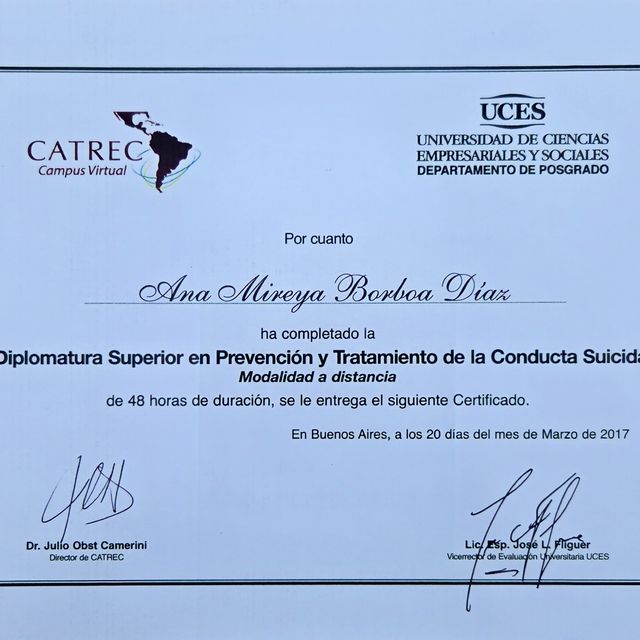 CATREC
Campus Virtual
UCES
UNIVERSIDAD DE CIENCIAS
EMPRESARIALES Y SOCIALES
DEPARTAMENTO DE POSGRADO
Por cuanto
Ana Mireya Borboa Díaz
ha completado la
Diplomatura Superior en Prevención y Tratamiento de la Conducta Suicida
Modalidad a distancia
de 48 horas de duración, se le entrega el siguiente Certificado.
En Buenos Aires, a los 20 días del mes de Marzo de 2017
Dr. Julio Obst Camerini
Director de CATREC
Lic. Esp. José L. Fliguer
Vicerrector de Evaluación Universitaria UCES